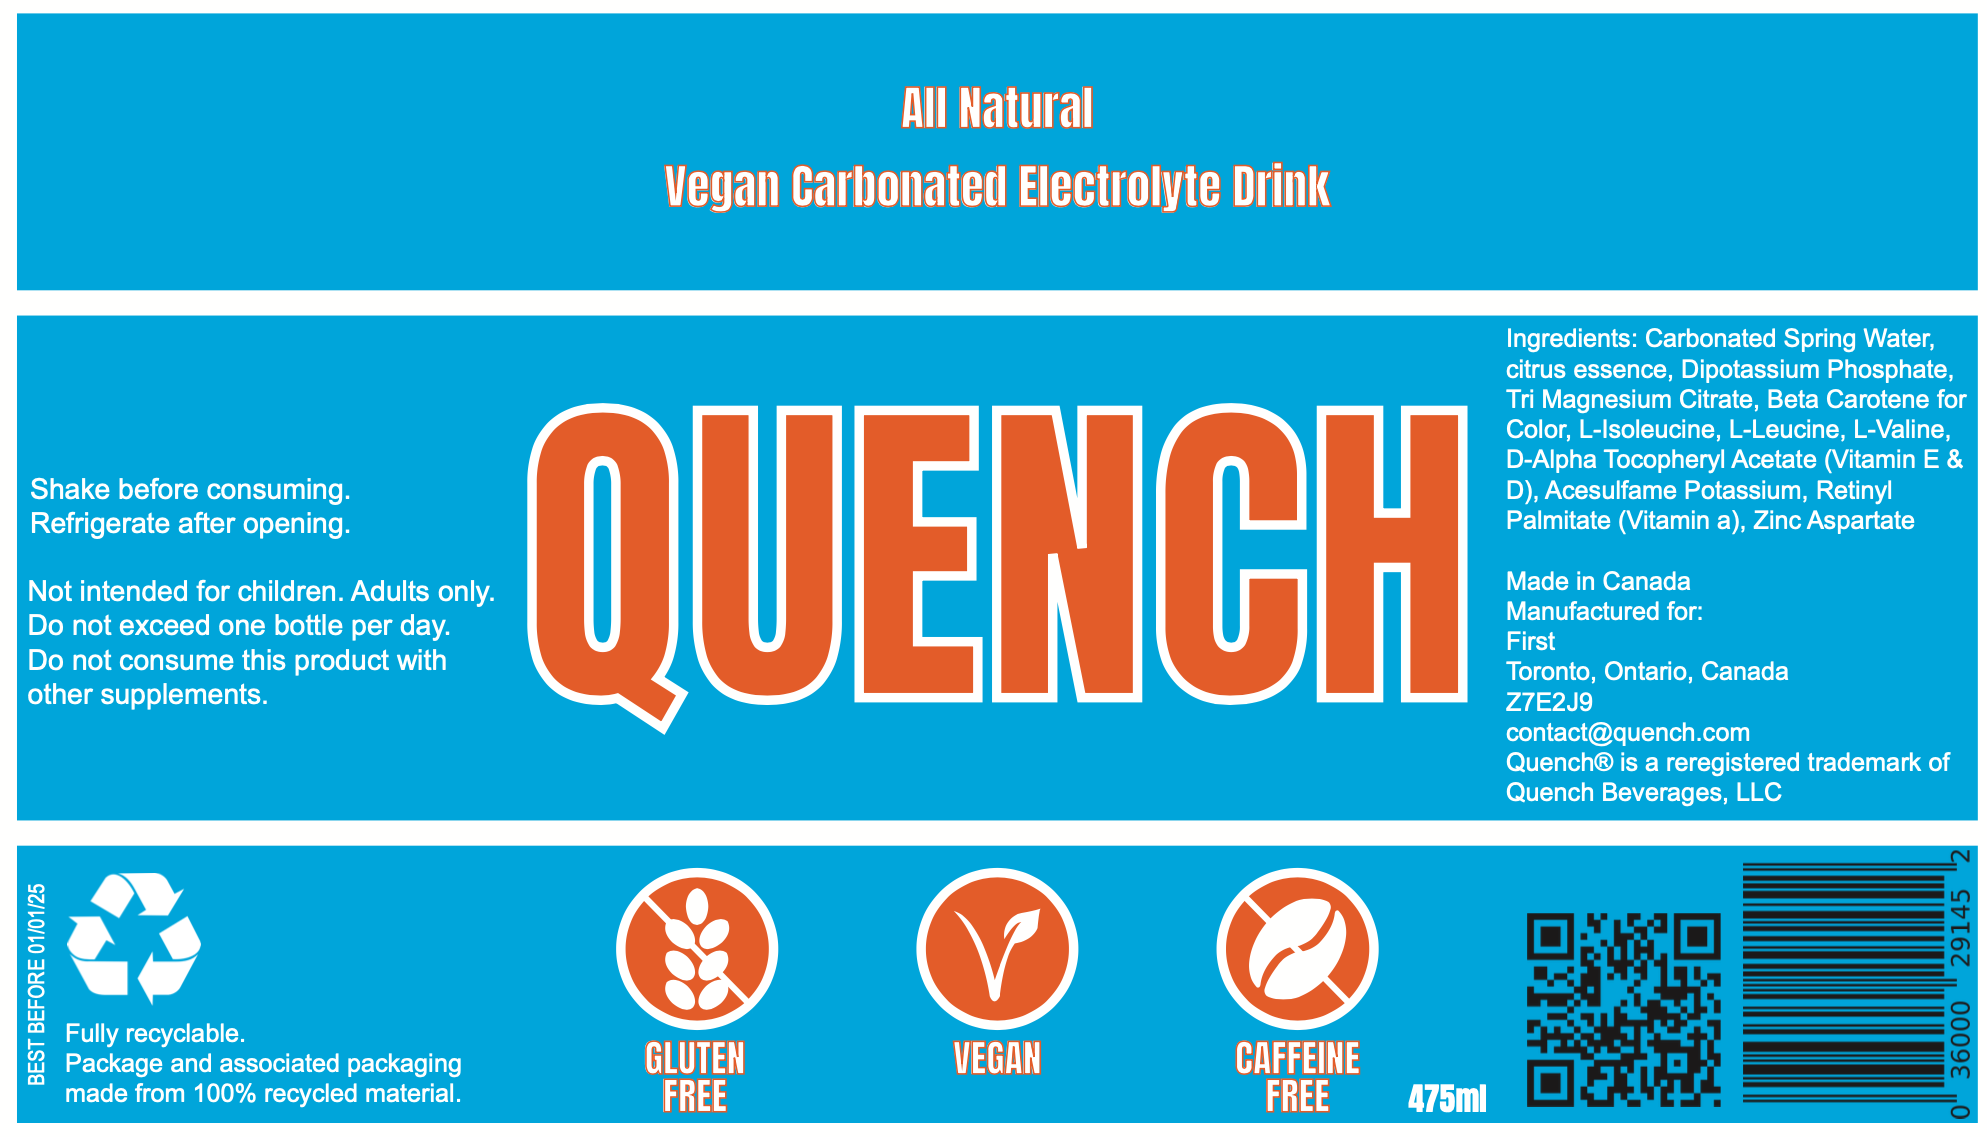 All Natural
Vegan Carbonated Electrolyte Drink
Shake before consuming.
Refrigerate after opening.
Not intended for children. Adults only.
Do not exceed one bottle per day.
Do not consume this product with
other supplements.
QUENCH
Ingredients: Carbonated Spring Water,
citrus essence, Dipotassium Phosphate,
Tri Magnesium Citrate, Beta Carotene for
Color, L-Isoleucine, L-Leucine, L-Valine,
D-Alpha Tocopheryl Acetate (Vitamin E &
D), Acesulfame Potassium, Retinyl
Palmitate (Vitamin a), Zinc Aspartate
Made in Canada
Manufactured for:
First
Toronto, Ontario, Canada
Z7E2J9
contact@quench.com
Quench® is a reregistered trademark of
Quench Beverages, LLC
BEST BEFORE 01/01/25
Fully recyclable.
Package and associated packaging
made from 100% recycled material.
GLUTEN
FREE
VEGAN
CAFFEINE
FREE
475ml
0 36000 29145 2